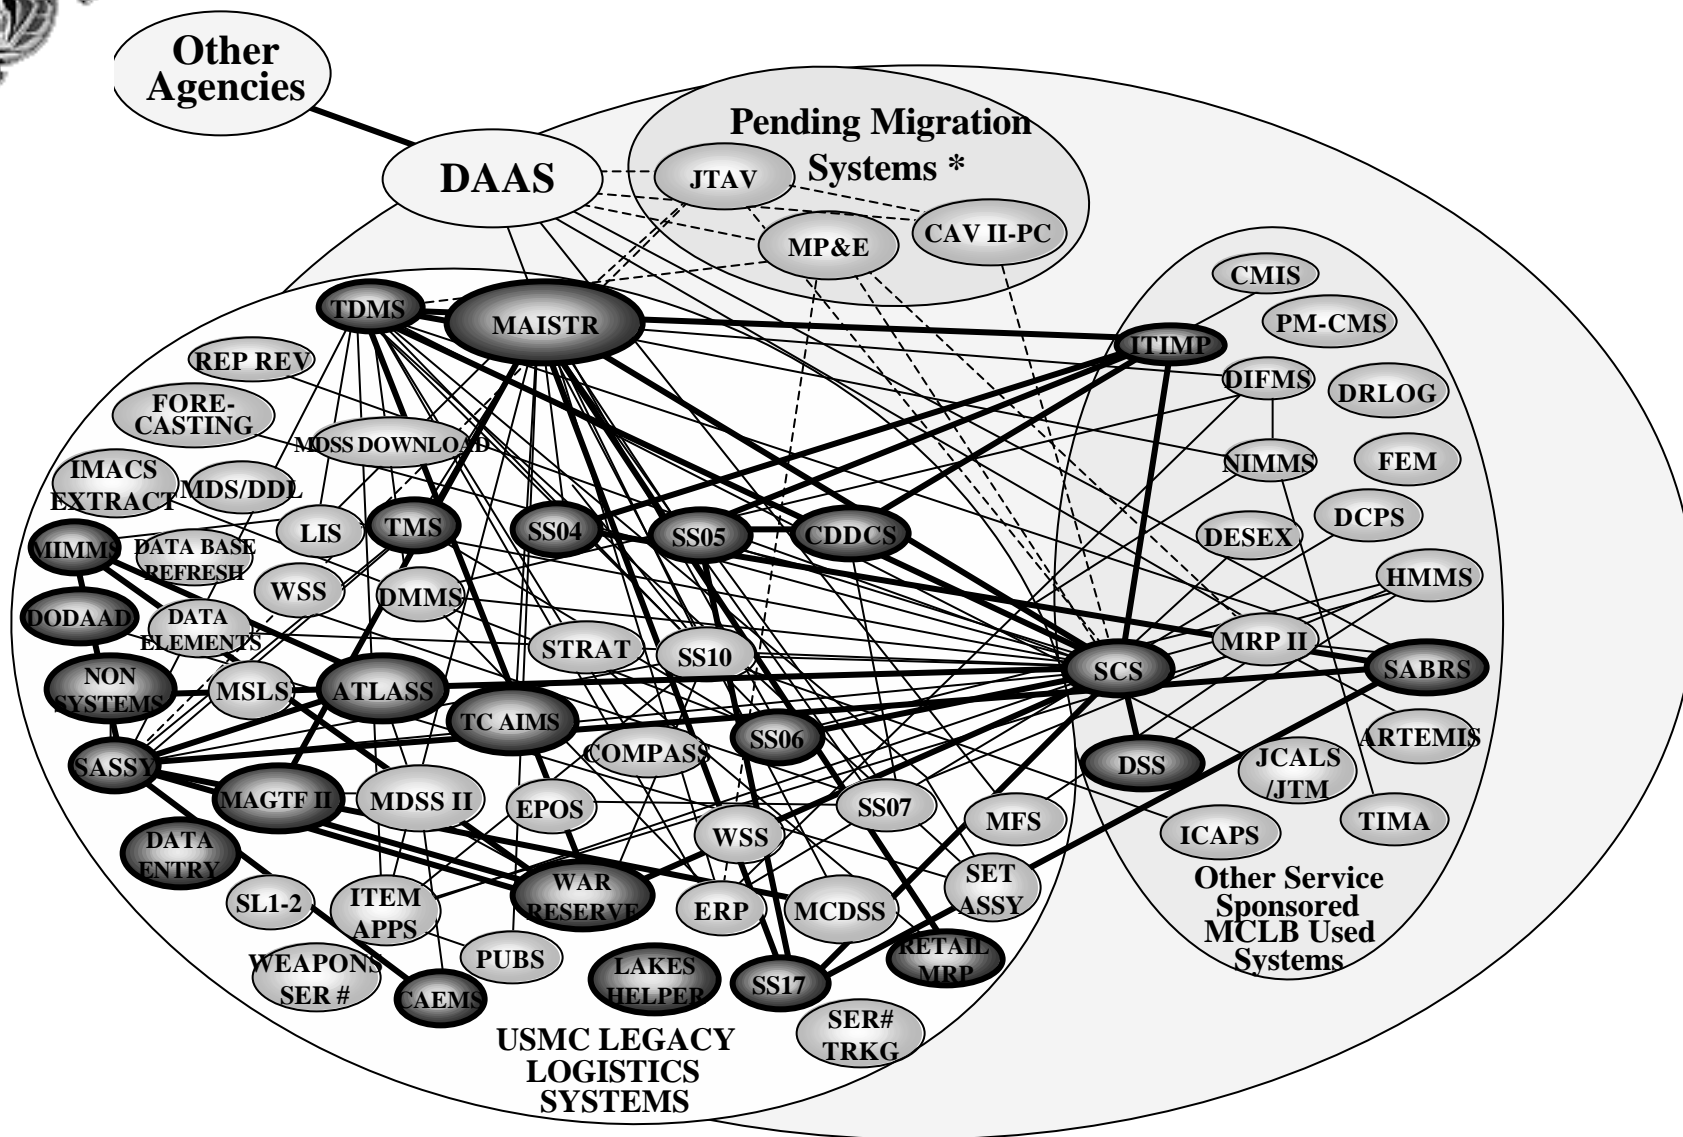 Other
Agencies
DAAS
Pending Migration
Systems *
JTAV
MP&E
CAV II-PC
CMIS
PM-CMS
TDMS
MAISTR
ITIMP
REP REV
DIFMS
DRLOG
FORE-
CASTING
MDSS DOWNLOAD
NIMMS
FEM
IMACS
EXTRACT
MDS/DDL
LIS
TMS
SS04
SS05
CDDCS
DESEX
DCPS
MIMMS
DATA BASE
REFRESH
WSS
DMMS
HMMS
DODAAD
DATA
ELEMENTS
STRAT
SS10
MRP II
SCS
SABRS
NON
SYSTEMS
MSLS
ATLASS
TC AIMS
SS06
COMPASS
ARTEMIS
SASSY
DSS
JCALS
/JTM
MAGTF II
MDSS II
EPOS
SS07
WSS
MFS
ICAPS
TIMA
DATA
ENTRY
SL1-2
ITEM
APPS
WAR
RESERVE
ERP
MCDSS
SET
ASSY
Other Service
Sponsored
MCLB Used
Systems
WEAPONS
SER #
CAEMS
PUBS
LAKES
HELPER
SS17
RETAIL
MRP
SER#
TRKG
USMC LEGACY
LOGISTICS
SYSTEMS